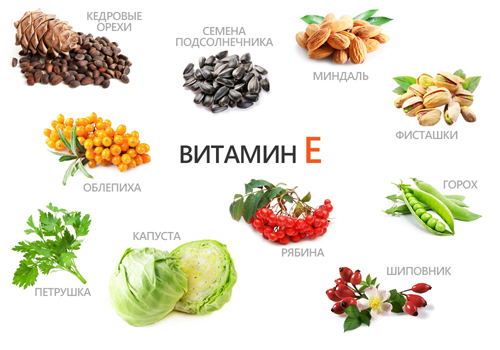 КЕДРОВЫЕ
ОРЕХИ
СЕМЕНА
ПОДСОЛНЕЧНИКА
МИНДАЛЬ
ФИСТАШКИ
ОБЛЕПИХА
ВИТАМИН E
ГОРОХ
ПЕТРУШКА
КАПУСТА
РЯБИНА
ШИПОВНИК